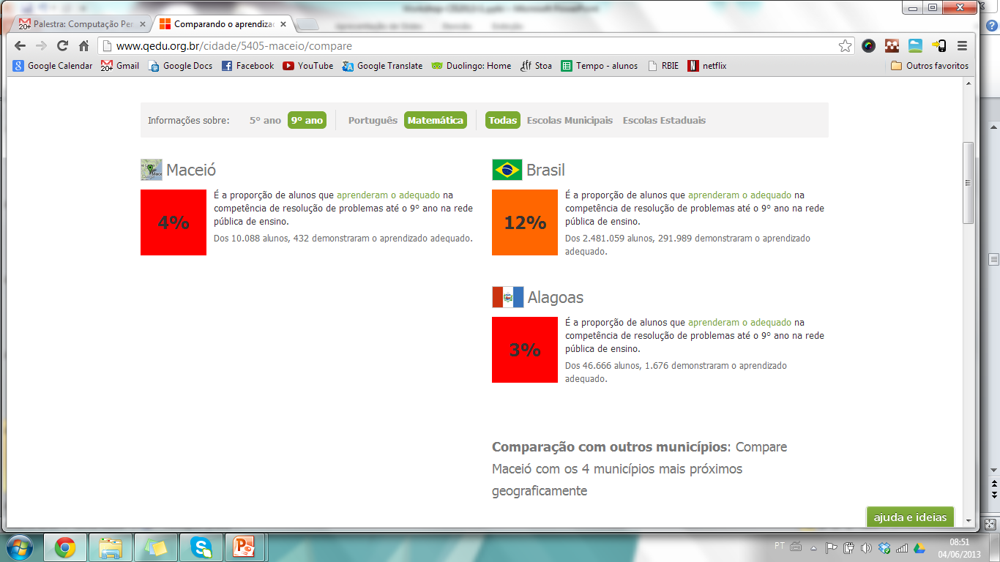 Palestra: Computação Per
Comparando o aprendiza
www.qedu.org.br/cidade/5405-maceio/compare
Google Calendar
Gmail
Google Docs
Facebook
YouTube
Google Translate
Duolingo: Home
Stoa
Tempo - alunos
RBIE
netflix
Outros favoritos
Informações sobre: 5º ano 9º ano Português Matemática Todas Escolas Municipais Escolas Estaduais
Maceió
4%
É a proporção de alunos que aprenderam o adequado na
competência de resolução de problemas até o 9º ano na rede
pública de ensino.
Dos 10.088 alunos, 432 demonstraram o aprendizado adequado.
Brasil
12%
É a proporção de alunos que aprenderam o adequado na
competência de resolução de problemas até o 9º ano na rede
pública de ensino.
Dos 2.481.059 alunos, 291.989 demonstraram o aprendizado
adequado.
Alagoas
3%
É a proporção de alunos que aprenderam o adequado na
competência de resolução de problemas até o 9º ano na rede
pública de ensino.
Dos 46.666 alunos, 1.676 demonstraram o aprendizado
adequado.
Comparação com outros municípios: Compare
Maceió com os 4 municípios mais próximos
geograficamente
ajuda e ideias
PT
08:51
04/06/2013